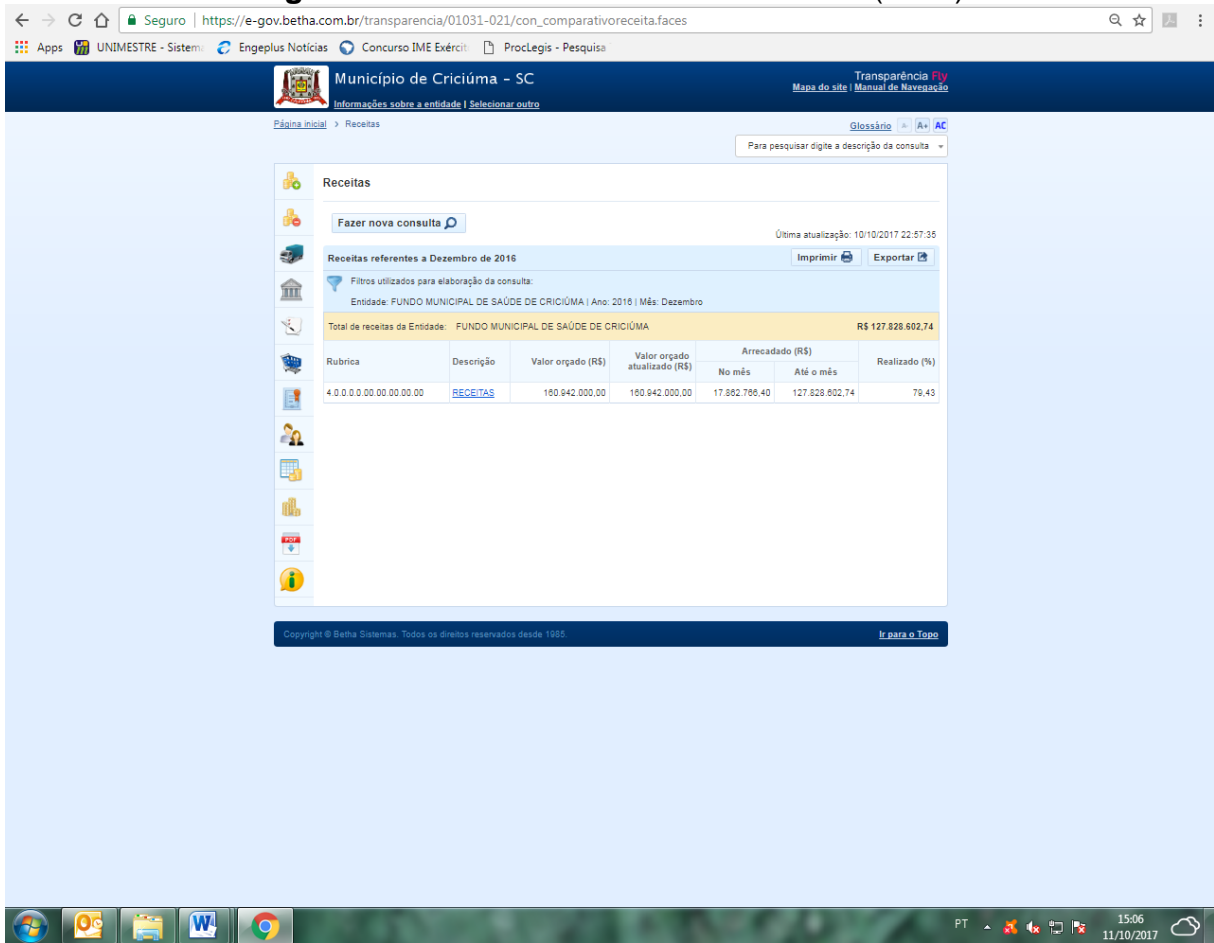 Seguro | https://e-gov.betha.com.br/transparencia/01031-021/con_comparativoreceita.faces
Apps UNIMESTRE - Sistema Engeplus Notícias Concurso IME Exércit ProcLegis - Pesquisa
Município de Criciúma - SC
Transparência Fly
Informações sobre a entidade | Selecionar outro
Mapa do site | Manual de Navegação
Página inicial > Receitas
Glossário A- A+ AC
Para pesquisar digite a descrição da consulta
Receitas
Fazer nova consulta
Última atualização: 10/10/2017 22:57:35
Receitas referentes a Dezembro de 2016
Imprimir Exportar
Filtros utilizados para elaboração da consulta:
Entidade: FUNDO MUNICIPAL DE SAÚDE DE CRICIÚMA | Ano: 2016 | Mês: Dezembro
Total de receitas da Entidade: FUNDO MUNICIPAL DE SAÚDE DE CRICIÚMA R$ 127.828.602,74
Rubrica Descrição Valor orçado (R$) Valor orçado atualizado (R$) Arrecadado (R$) Realizado (%)
No mês Até o mês
4.0.0.0.0.00.00.00.00.00 RECEITAS 160.942.000,00 160.942.000,00 17.862.766,40 127.828.602,74 79,43
PDF
Copyright © Betha Sistemas. Todos os direitos reservados desde 1985.
Ir para o Topo
PT 15:06
11/10/2017